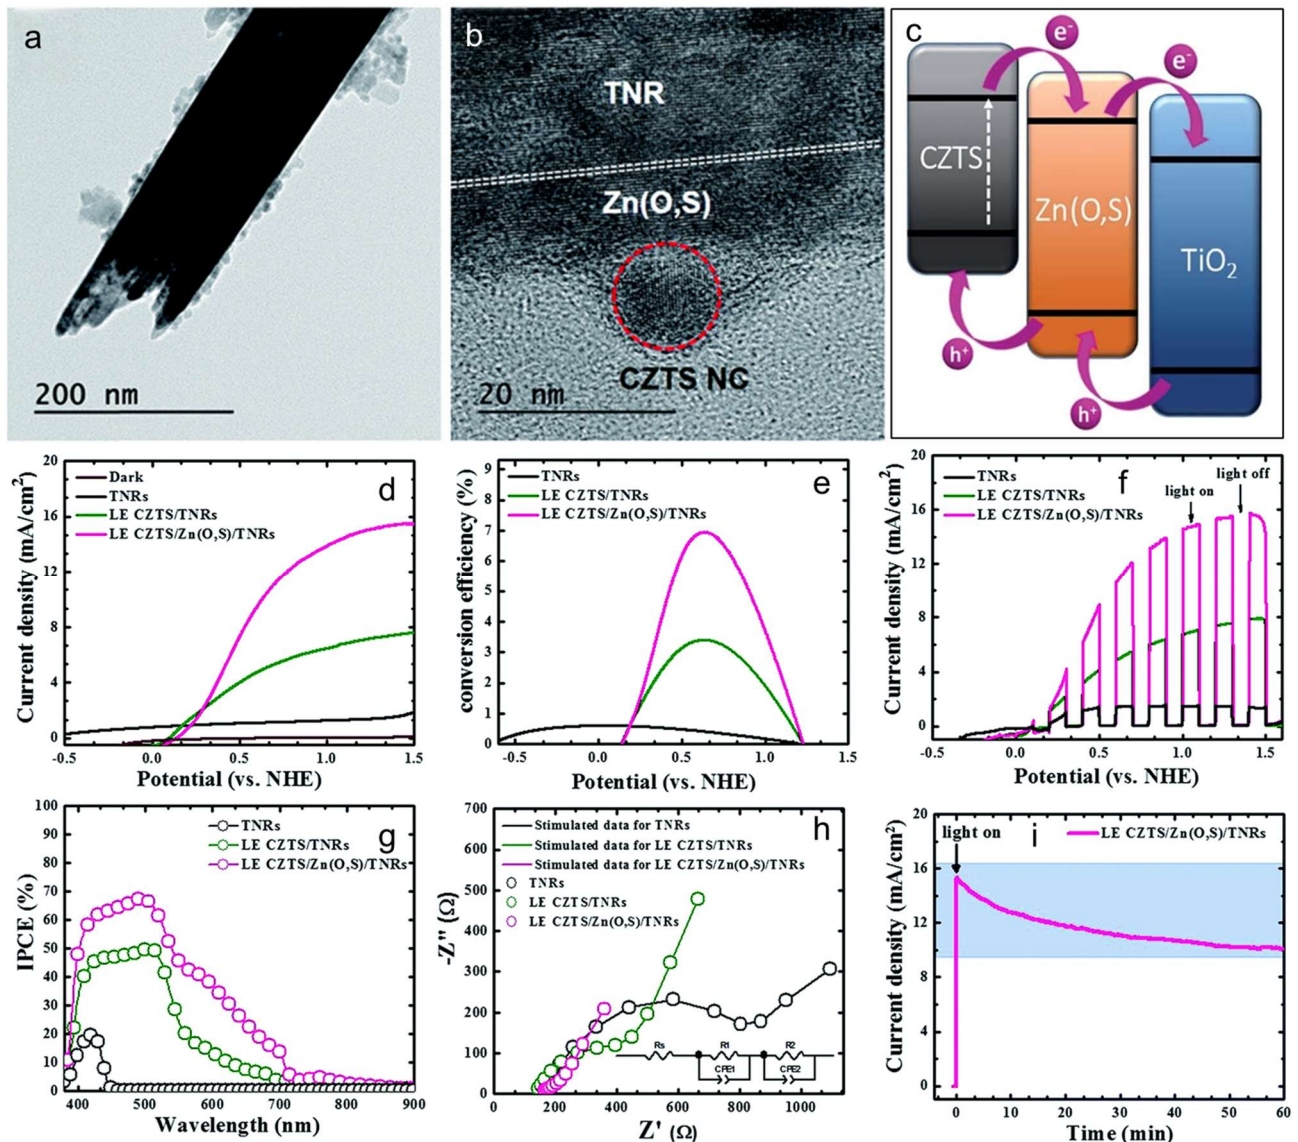 a
200 nm
b
TNR
Zn(O,S)
CZTS NC
20 nm
c
e-
e-
CZTS
Zn(O,S)
TiO2
h+
h+
d
Dark
TNRs
LE CZTS/TNRs
LE CZTS/Zn(O,S)/TNRs
Current density (mA/cm2)
20
16
12
8
4
0
-0.5 0.0 0.5 1.0 1.5
Potential (vs. NHE)
e
TNRs
LE CZTS/TNRs
LE CZTS/Zn(O,S)/TNRs
conversion efficiency (%)
9
8
7
6
5
4
3
2
1
0
-0.5 0.0 0.5 1.0 1.5
Potential (vs. NHE)
f
TNRs
LE CZTS/TNRs
LE CZTS/Zn(O,S)/TNRs
light on
light off
Current density (mA/cm2)
20
16
12
8
4
0
-0.5 0.0 0.5 1.0 1.5
Potential (vs. NHE)
g
TNRs
LE CZTS/TNRs
LE CZTS/Zn(O,S)/TNRs
IPCE (%)
100
90
80
70
60
50
40
30
20
10
0
400 500 600 700 800 900
Wavelength (nm)
h
Stimulated data for TNRs
Stimulated data for LE CZTS/TNRs
Stimulated data for LE CZTS/Zn(O,S)/TNRs
TNRs
LE CZTS/TNRs
LE CZTS/Zn(O,S)/TNRs
-Z" (Ω)
700
600
500
400
300
200
100
0
Rs R1 R2
CPE1 CPE2
0 200 400 600 800 1000
Z' (Ω)
i
light on
LE CZTS/Zn(O,S)/TNRs
Current density (mA/cm2)
20
16
12
8
4
0
0 10 20 30 40 50 60
Time (min)